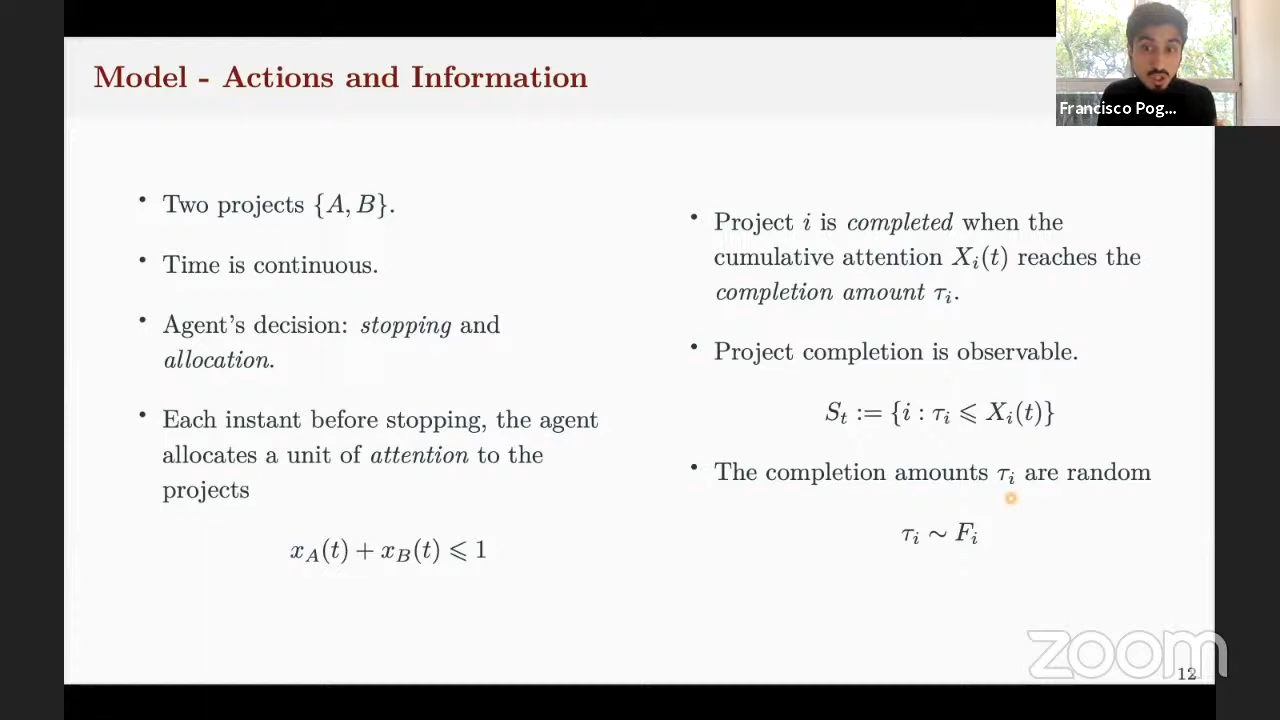 Model - Actions and Information
Francisco Pog...
• Two projects {A, B}.
• Time is continuous.
• Agent's decision: stopping and
allocation.
• Each instant before stopping, the agent
allocates a unit of attention to the
projects
x_A(t) + x_B(t) ⩽ 1
• Project i is completed when the
cumulative attention X_i(t) reaches the
completion amount τ_i.
• Project completion is observable.
S_t := {i : τ_i ⩽ X_i(t)}
• The completion amounts τ_i are random
τ_i ∼ F_i
zoom
12